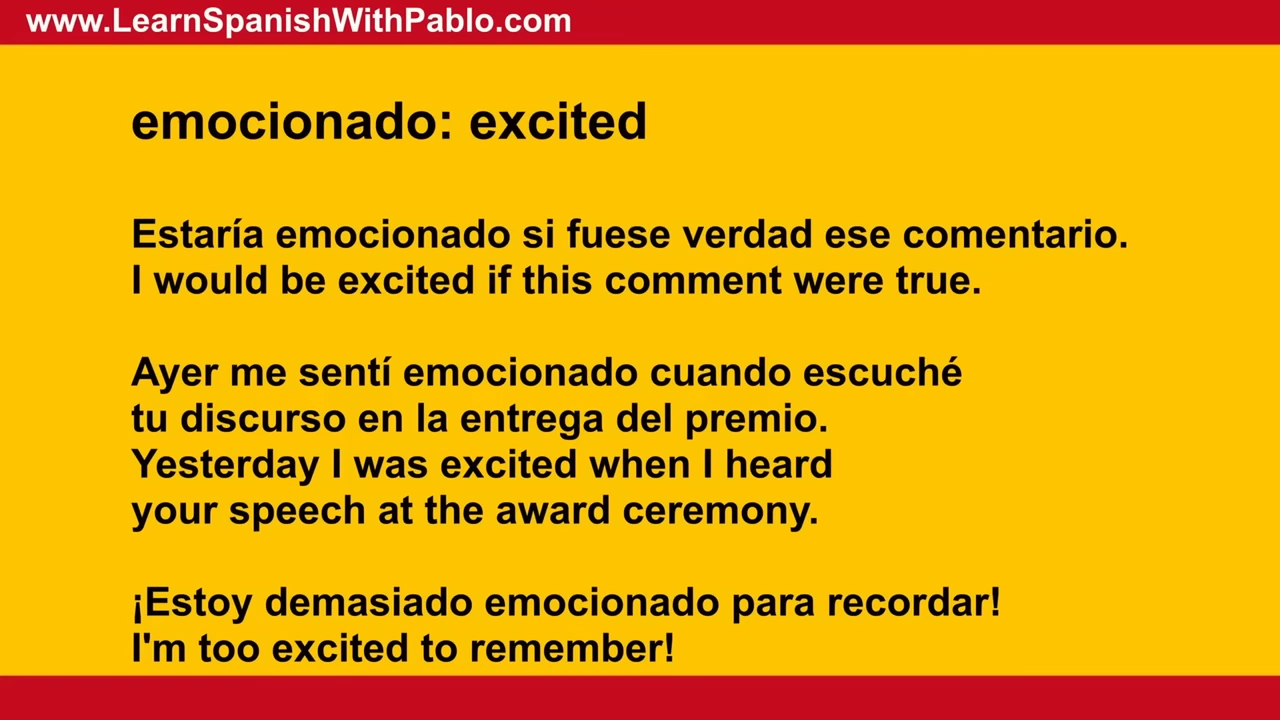 www.LearnSpanishWithPablo.com
emocionado: excited
Estaría emocionado si fuese verdad ese comentario.
I would be excited if this comment were true.
Ayer me sentí emocionado cuando escuché
tu discurso en la entrega del premio.
Yesterday I was excited when I heard
your speech at the award ceremony.
¡Estoy demasiado emocionado para recordar!
I'm too excited to remember!